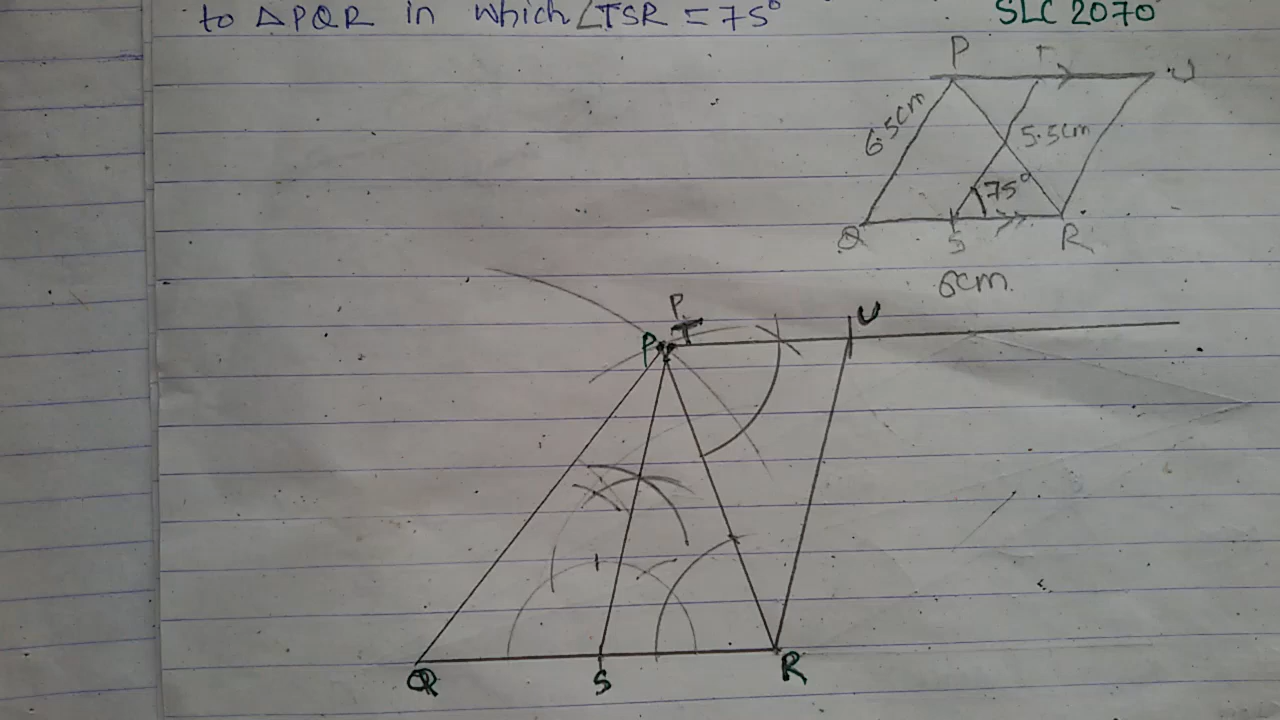 to △PQR in which ∠TSR = 75°
SLC 2070
P T U
6.5cm
5.5cm
75°
Q S R
6cm.
P
T
U
P
Q S R